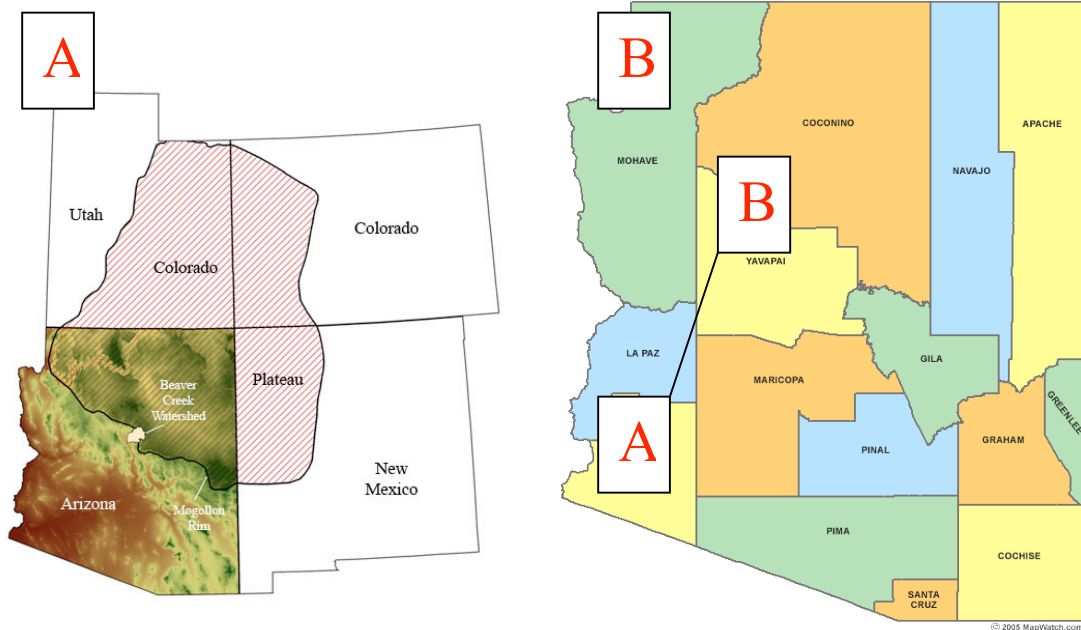 A
Utah
Colorado
Colorado
Plateau
Beaver
Creek
Watershed
Arizona
Mogollon
Rim
New
Mexico
B
MOHAVE
COCONINO
NAVAJO
APACHE
B
YAVAPAI
LA PAZ
MARICOPA
GILA
GREENLEE
A
PINAL
GRAHAM
PIMA
COCHISE
SANTA
CRUZ
© 2005 MapWatch.com